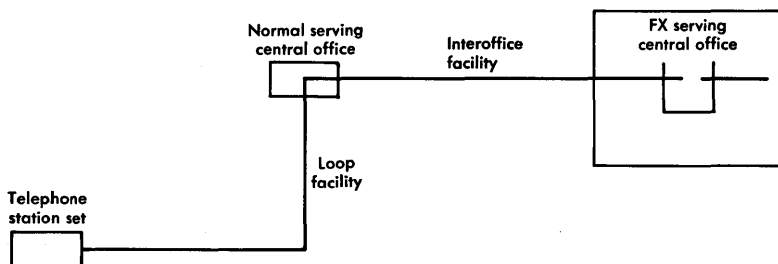 Normal serving
central office
Interoffice
facility
FX serving
central office
Loop
facility
Telephone
station set